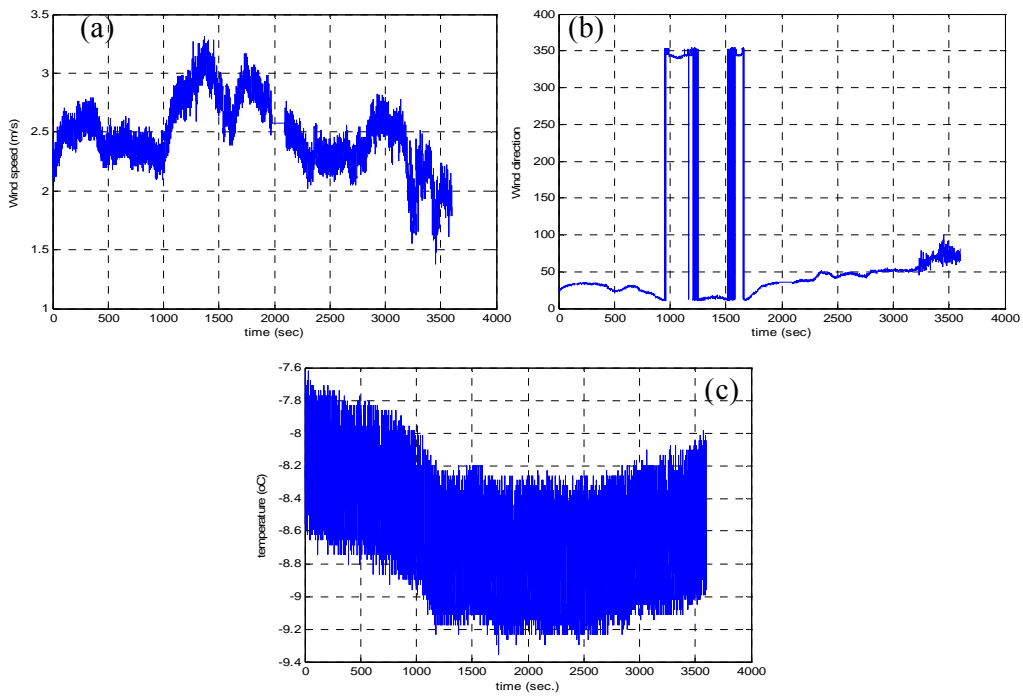 (a)
3.5
3
2.5
2
1.5
1
Wind speed (m/s)
0 500 1000 1500 2000 2500 3000 3500 4000
time (sec)
(b)
400
350
300
250
200
150
100
50
0
Wind direction
0 500 1000 1500 2000 2500 3000 3500 4000
time (sec)
(c)
-7.6
-7.8
-8
-8.2
-8.4
-8.6
-8.8
-9
-9.2
-9.4
temperature (oC)
0 500 1000 1500 2000 2500 3000 3500 4000
time (sec.)